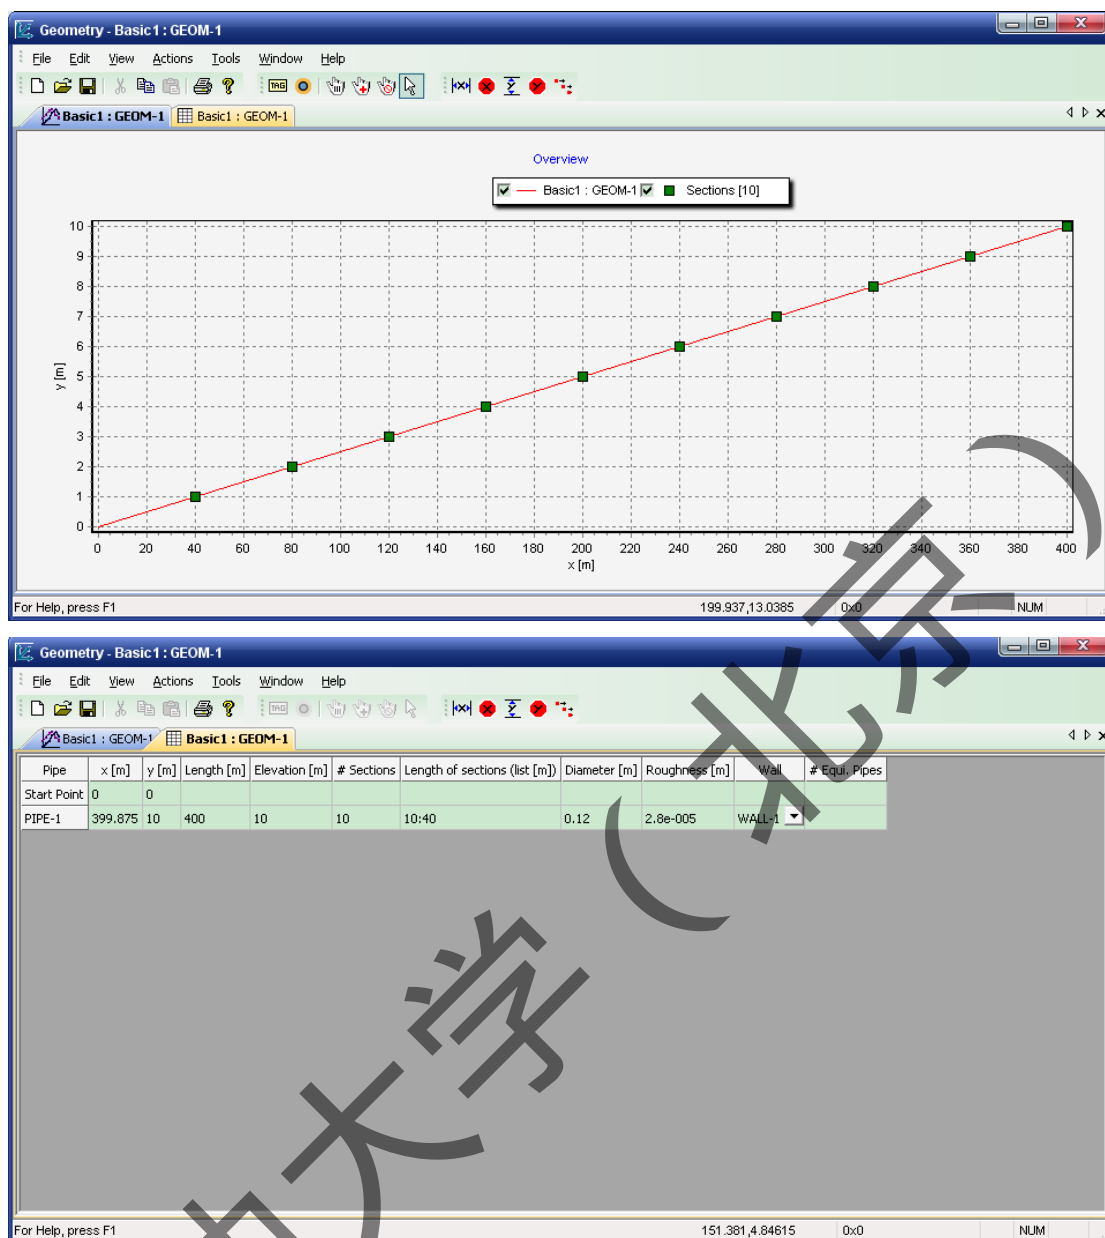 Geometry - Basic1 : GEOM-1
File Edit View Actions Tools Window Help
TAG
Basic1 : GEOM-1 Basic1 : GEOM-1
Overview
Basic1 : GEOM-1 Sections [10]
10
9
8
7
6
5
4
3
2
1
0
y [m]
0 20 40 60 80 100 120 140 160 180 200 220 240 260 280 300 320 340 360 380 400
x [m]
For Help, press F1 199.937,13.0385 0x0 NUM
Geometry - Basic1 : GEOM-1
File Edit View Actions Tools Window Help
TAG
Basic1 : GEOM-1 Basic1 : GEOM-1
Pipe x [m] y [m] Length [m] Elevation [m] # Sections Length of sections (list [m]) Diameter [m] Roughness [m] Wall # Equi. Pipes
Start Point 0 0
PIPE-1 399.875 10 400 10 10 10:40 0.12 2.8e-005 WALL-1
For Help, press F1 151.381,4.84615 0x0 NUM
大学（北京）